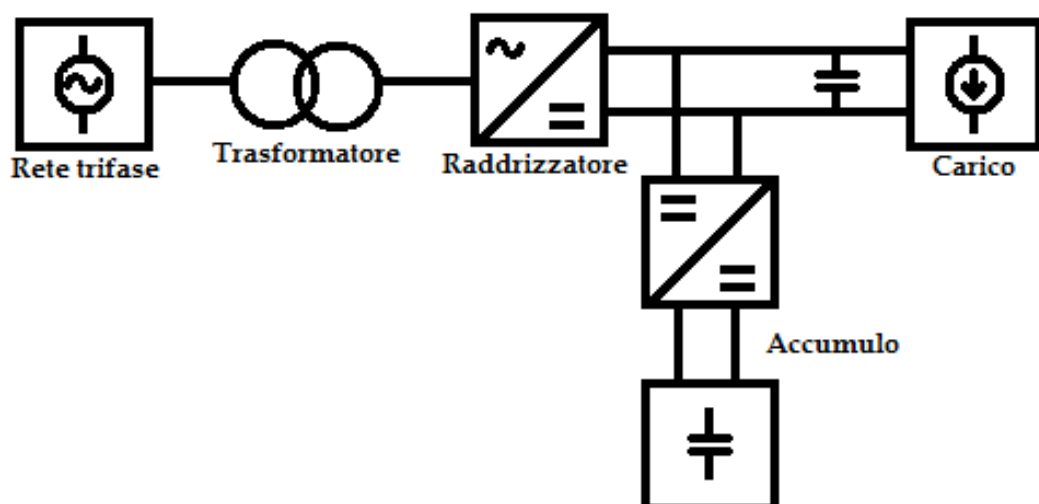 Rete trifase
Trasformatore
Raddrizzatore
Carico
Accumulo